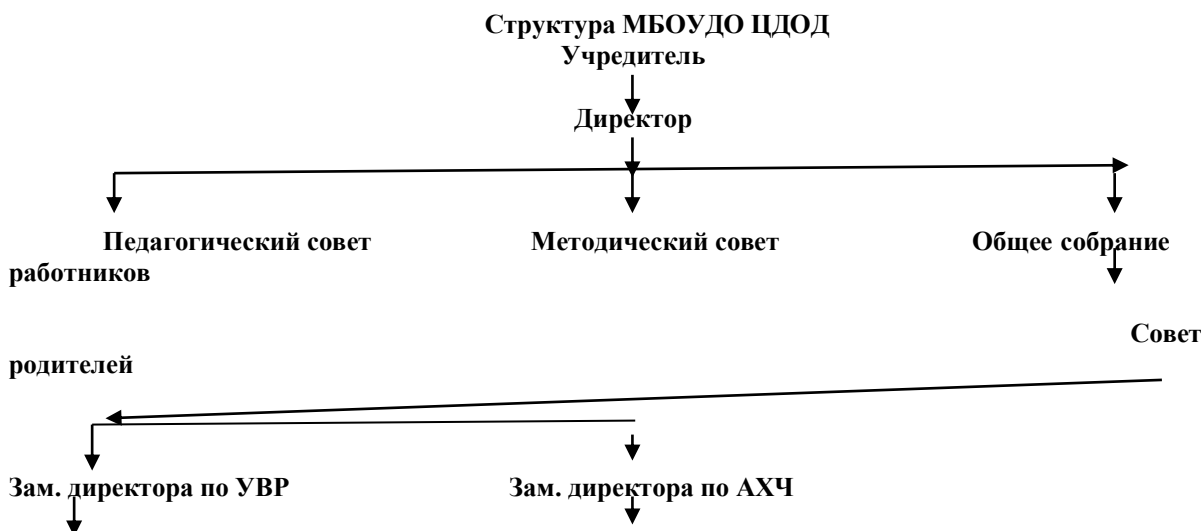 Структура МБОУДО ЦДОД
Учредитель
Директор
Педагогический совет Методический совет Общее собрание
работников
Совет
родителей
Зам. директора по УВР Зам. директора по АХЧ